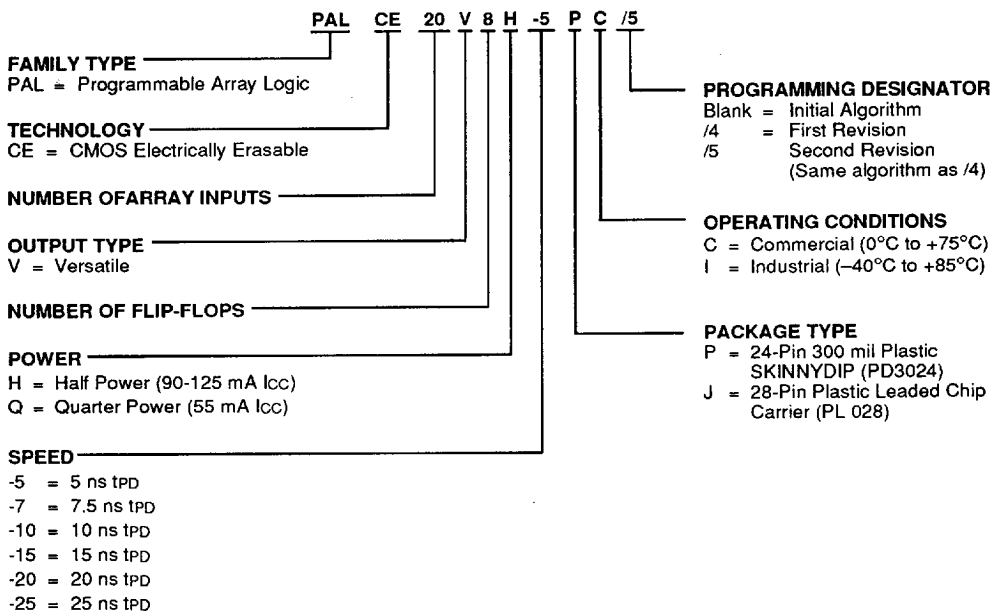 PAL CE 20 V 8 H -5 P C /5
FAMILY TYPE
PAL = Programmable Array Logic
TECHNOLOGY
CE = CMOS Electrically Erasable
NUMBER OFARRAY INPUTS
OUTPUT TYPE
V = Versatile
NUMBER OF FLIP-FLOPS
POWER
H = Half Power (90-125 mA ICC)
Q = Quarter Power (55 mA ICC)
SPEED
-5 = 5 ns tPD
-7 = 7.5 ns tPD
-10 = 10 ns tPD
-15 = 15 ns tPD
-20 = 20 ns tPD
-25 = 25 ns tPD
PROGRAMMING DESIGNATOR
Blank = Initial Algorithm
/4 = First Revision
/5 Second Revision
(Same algorithm as /4)
OPERATING CONDITIONS
C = Commercial (0°C to +75°C)
I = Industrial (–40°C to +85°C)
PACKAGE TYPE
P = 24-Pin 300 mil Plastic
SKINNYDIP (PD3024)
J = 28-Pin Plastic Leaded Chip
Carrier (PL 028)